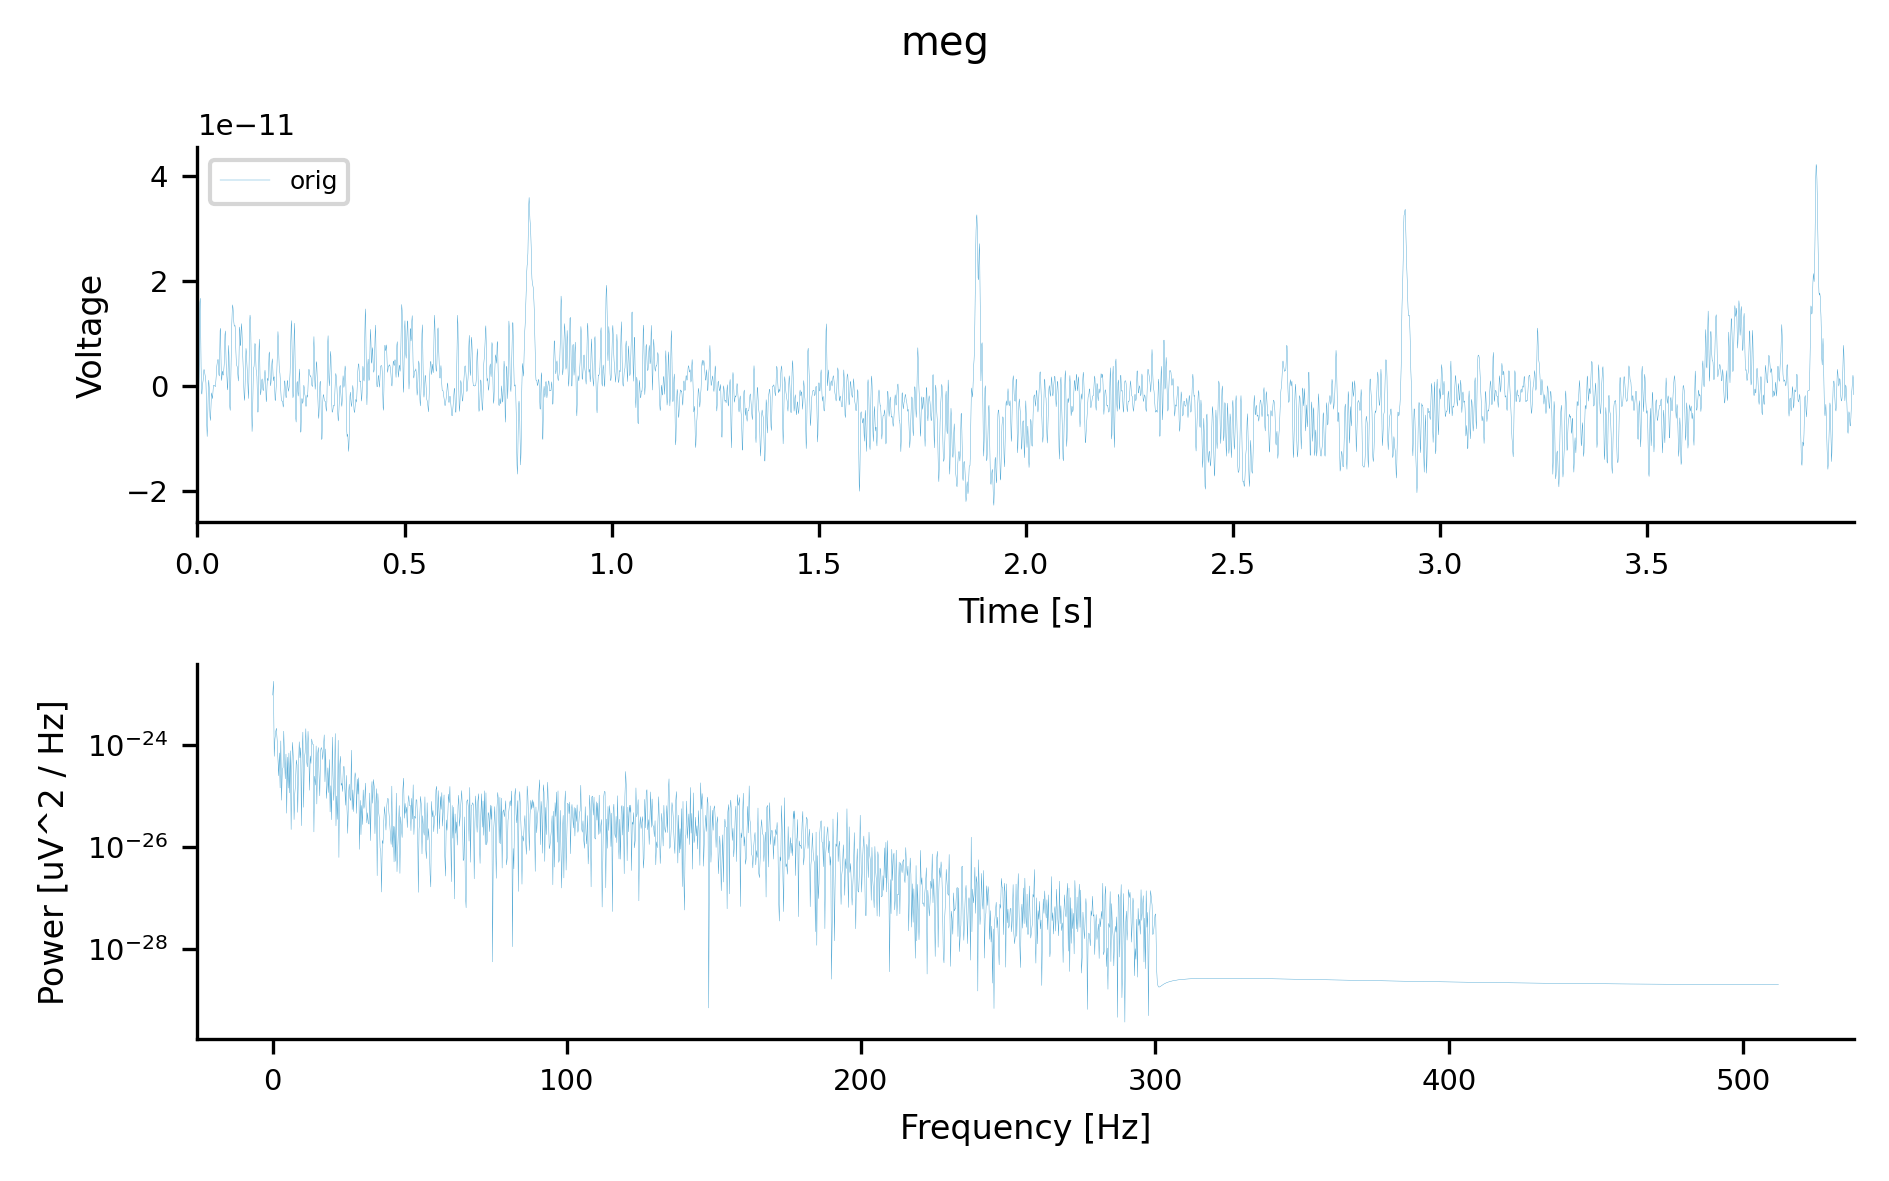 meg
1e−11
orig
4
2
0
−2
Voltage
0.0 0.5 1.0 1.5 2.0 2.5 3.0 3.5
Time [s]
10⁻²⁴
10⁻²⁶
10⁻²⁸
Power [uV^2 / Hz]
0 100 200 300 400 500
Frequency [Hz]